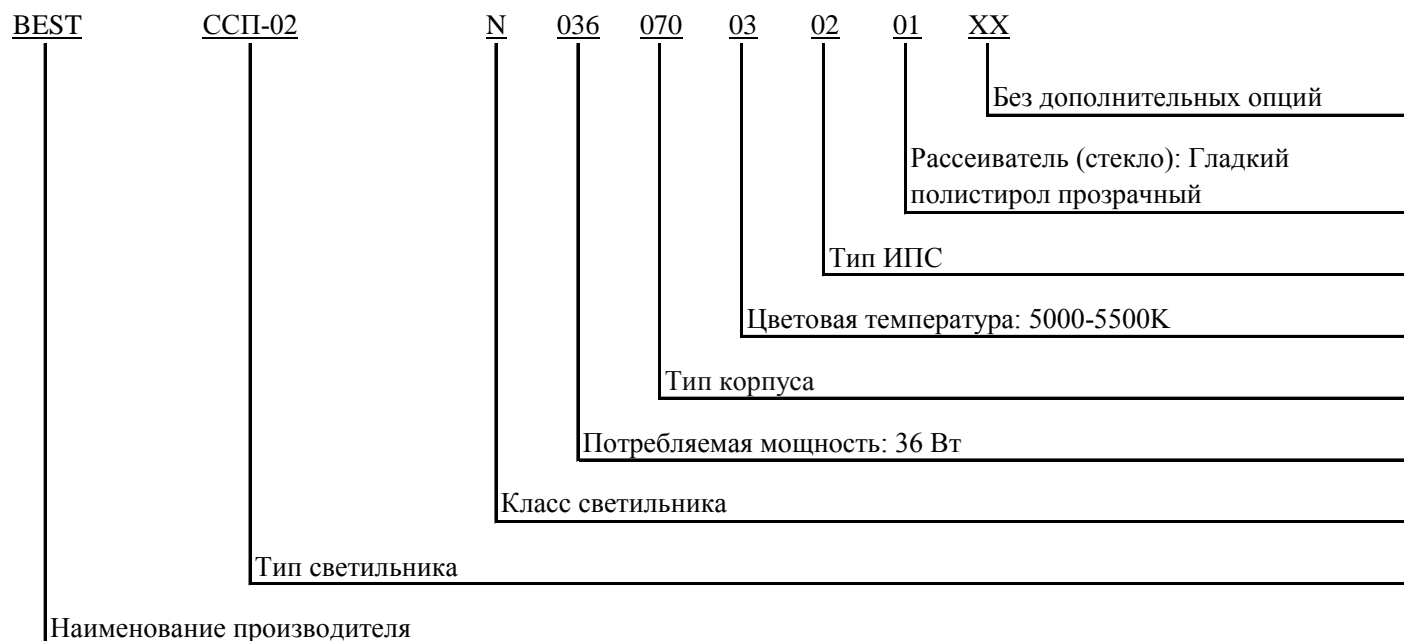 BEST ССП-02 N 036 070 03 02 01 XX
Без дополнительных опций
Рассеиватель (стекло): Гладкий
полистирол прозрачный
Тип ИПС
Цветовая температура: 5000-5500K
Тип корпуса
Потребляемая мощность: 36 Вт
Класс светильника
Тип светильника
Наименование производителя